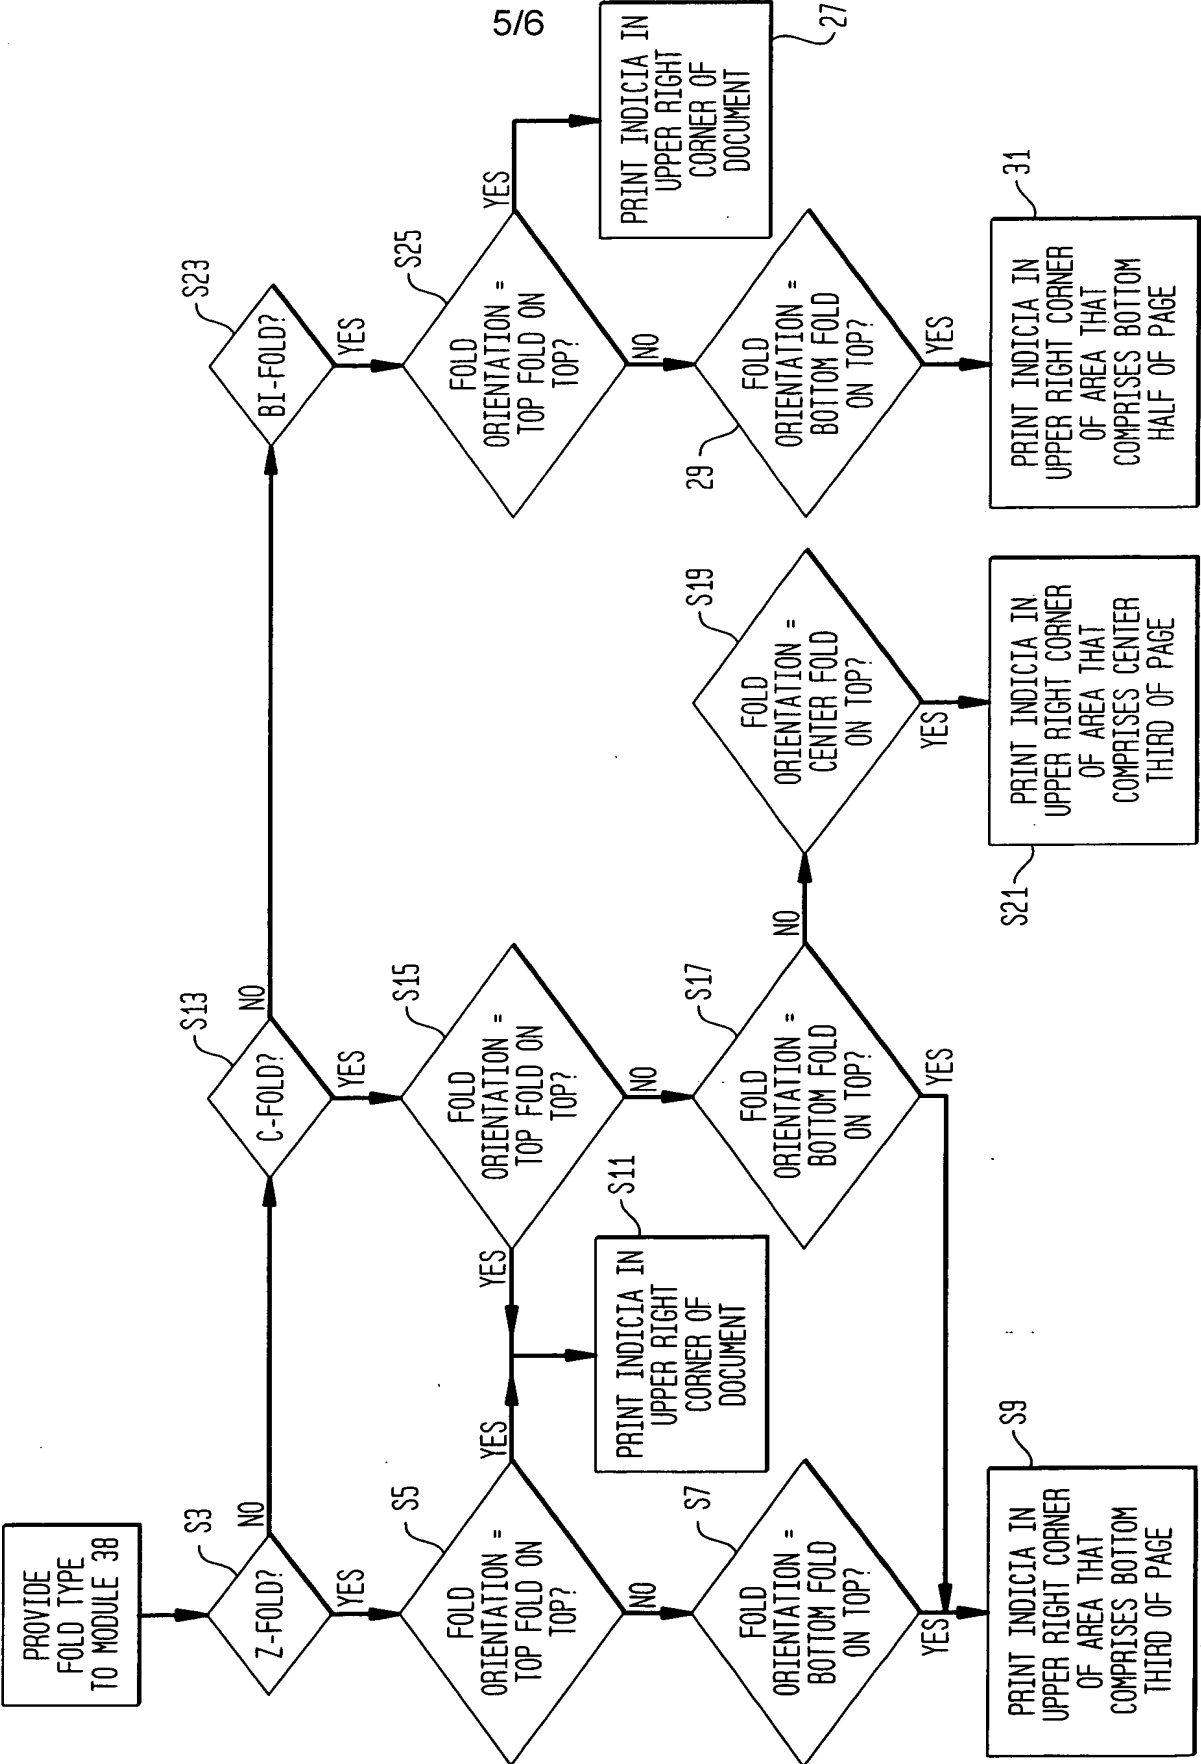 5/6
PROVIDE
FOLD TYPE
TO MODULE 38
S3
Z-FOLD?
NO
YES
S5
FOLD
ORIENTATION =
TOP FOLD ON
TOP?
YES
NO
S7
FOLD
ORIENTATION =
BOTTOM FOLD
ON TOP?
YES
S9
PRINT INDICIA IN
UPPER RIGHT CORNER
OF AREA THAT
COMPRISES BOTTOM
THIRD OF PAGE
S11
PRINT INDICIA IN
UPPER RIGHT
CORNER OF
DOCUMENT
S13
C-FOLD?
NO
YES
S15
FOLD
ORIENTATION =
TOP FOLD ON
TOP?
YES
NO
S17
FOLD
ORIENTATION =
BOTTOM FOLD
ON TOP?
NO
YES
S19
FOLD
ORIENTATION =
CENTER FOLD
ON TOP?
YES
S21
PRINT INDICIA IN
UPPER RIGHT CORNER
OF AREA THAT
COMPRISES CENTER
THIRD OF PAGE
S23
BI-FOLD?
YES
S25
FOLD
ORIENTATION =
TOP FOLD ON
TOP?
YES
NO
27
PRINT INDICIA IN
UPPER RIGHT
CORNER OF
DOCUMENT
29
FOLD
ORIENTATION =
BOTTOM FOLD
ON TOP?
YES
31
PRINT INDICIA IN
UPPER RIGHT CORNER
OF AREA THAT
COMPRISES BOTTOM
HALF OF PAGE